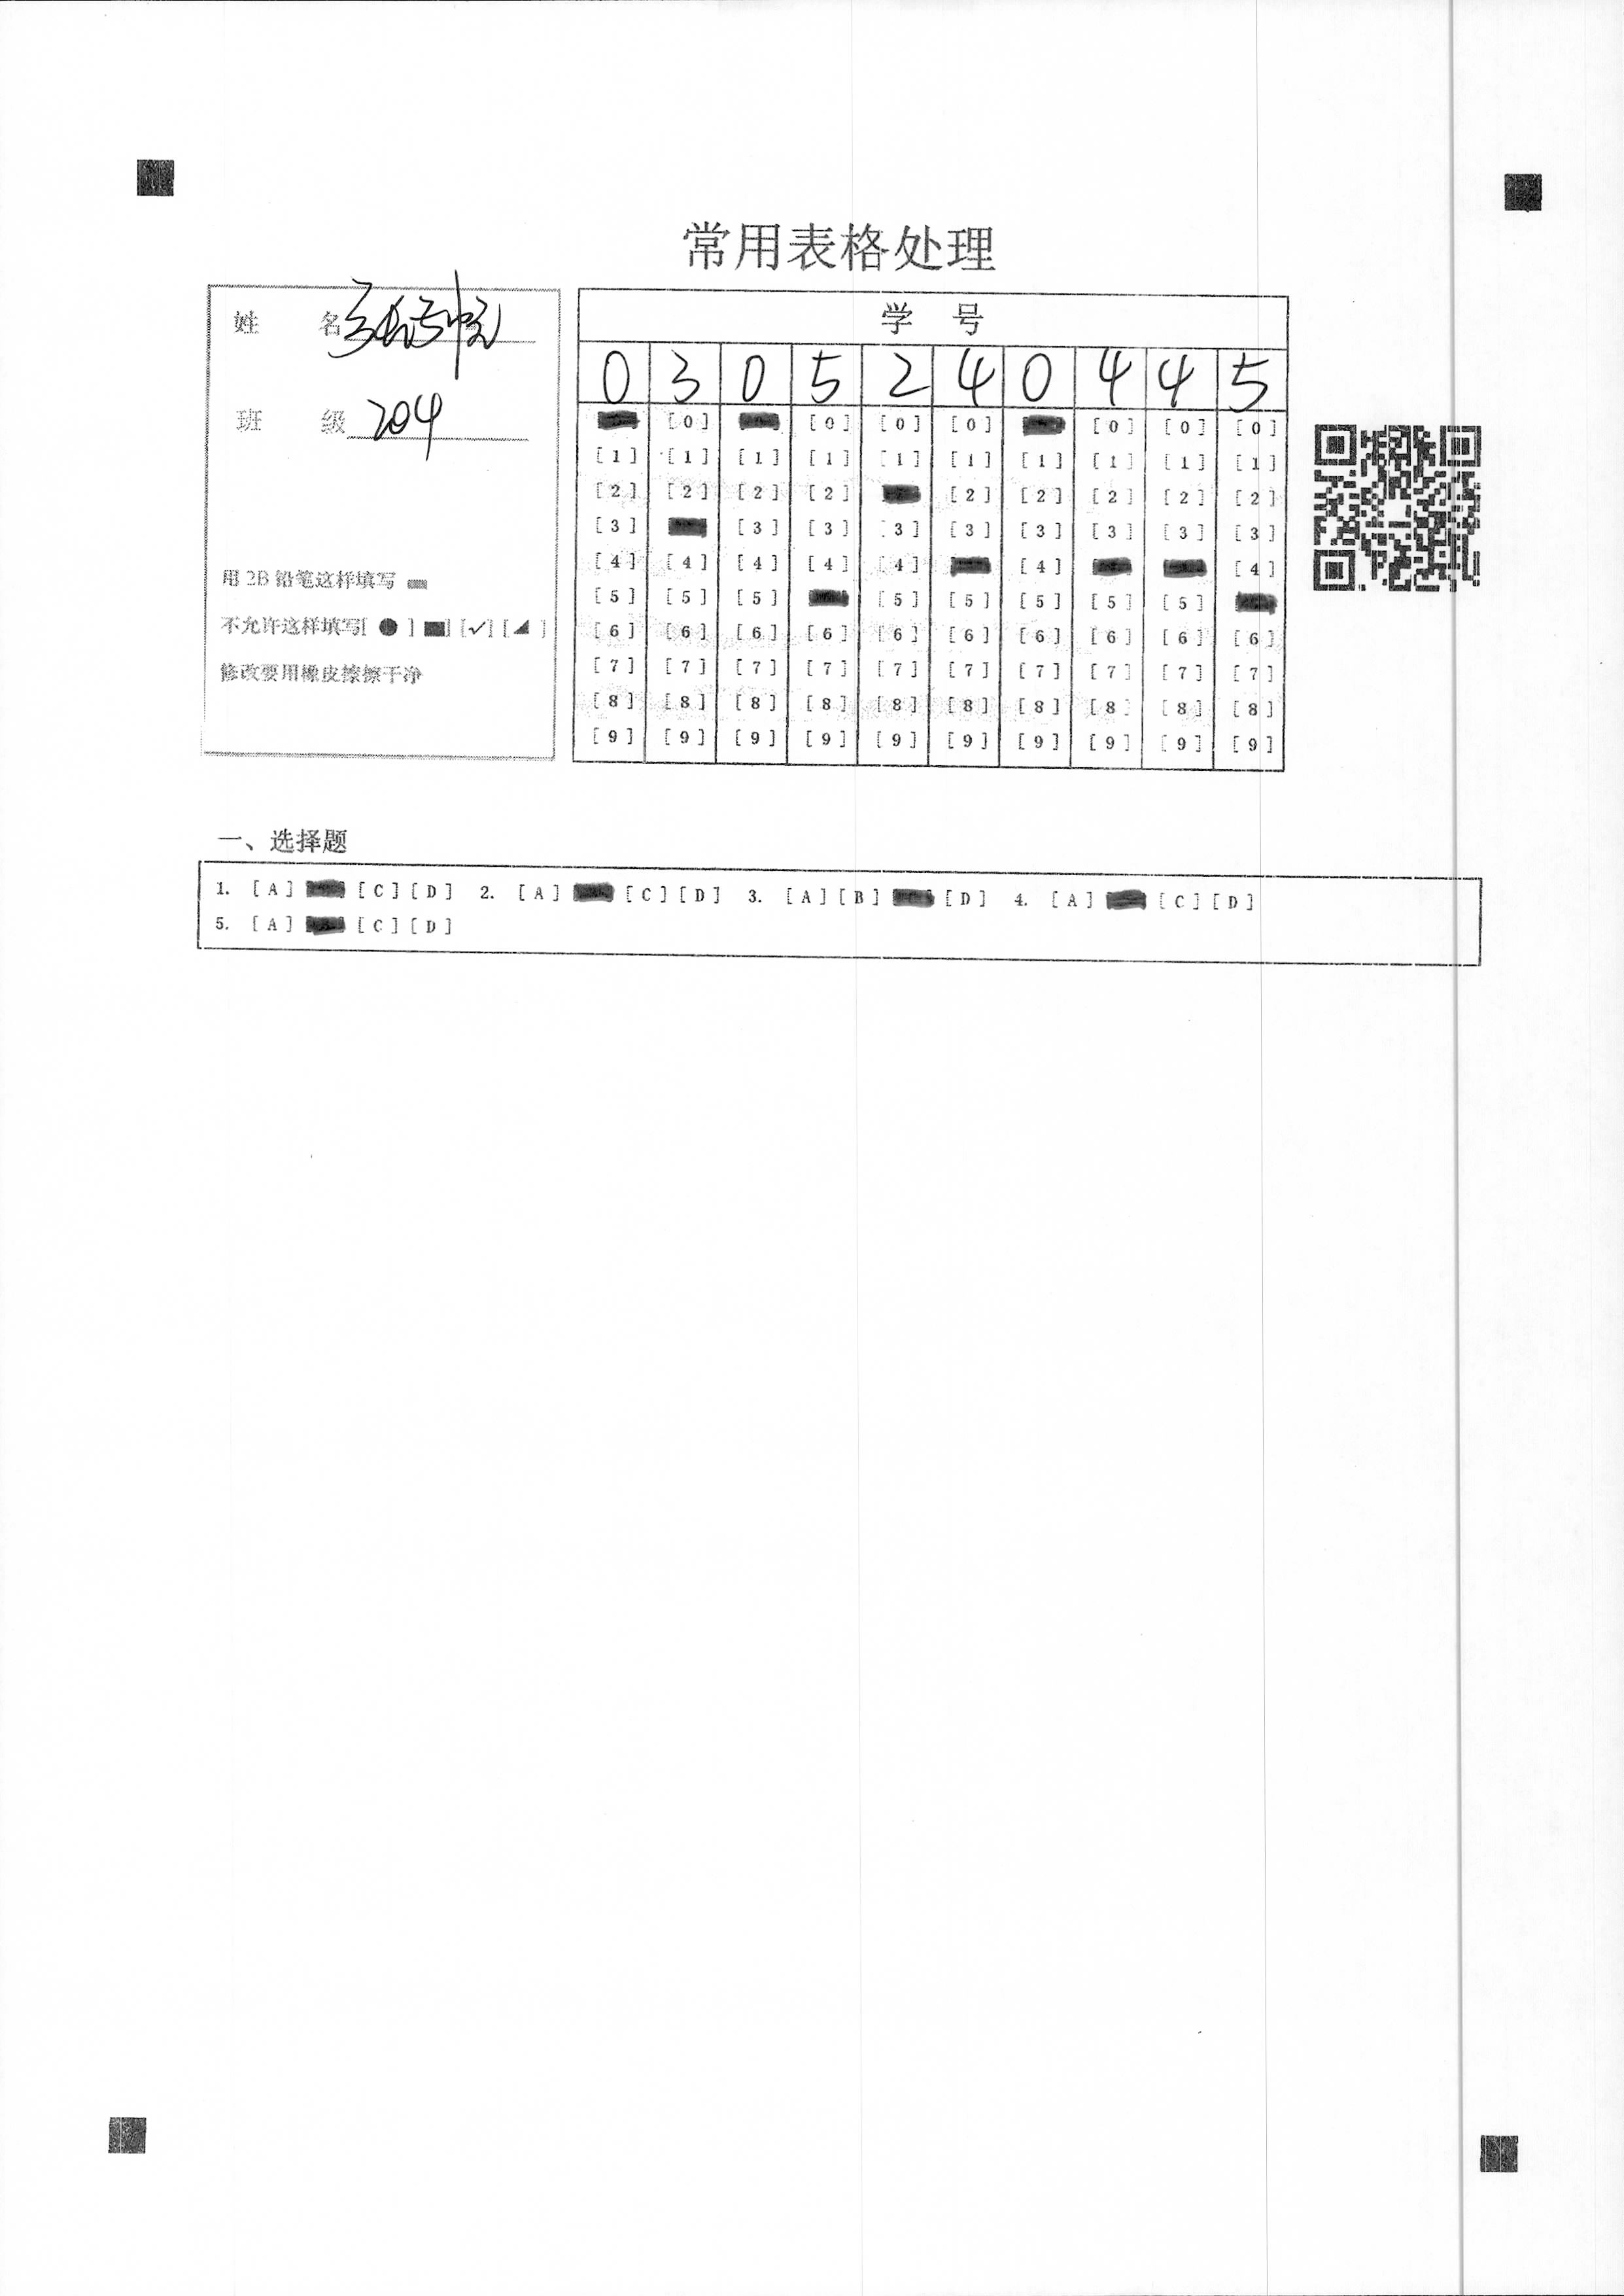 常用表格处理
姓 名
班 级 204
用 2B 铅笔这样填写
不允许这样填写[ ● ] ■] [✓] [◢ ]
修改要用橡皮擦擦干净
学 号
0 3 0 5 2 4 0 4 4 5
[0] [0] [0] [0] [0] [0] [0]
[1] [1] [1] [1] [1] [1] [1] [1] [1] [1]
[2] [2] [2] [2] [2] [2] [2] [2] [2]
[3] [3] [3] [3] [3] [3] [3] [3] [3]
[4] [4] [4] [4] [4] [4] [4]
[5] [5] [5] [5] [5] [5] [5] [5]
[6] [6] [6] [6] [6] [6] [6] [6] [6] [6]
[7] [7] [7] [7] [7] [7] [7] [7] [7] [7]
[8] [8] [8] [8] [8] [8] [8] [8] [8] [8]
[9] [9] [9] [9] [9] [9] [9] [9] [9] [9]
一、选择题
1. [A] [C] [D] 2. [A] [C] [D] 3. [A] [B] [D] 4. [A] [C] [D]
5. [A] [C] [D]